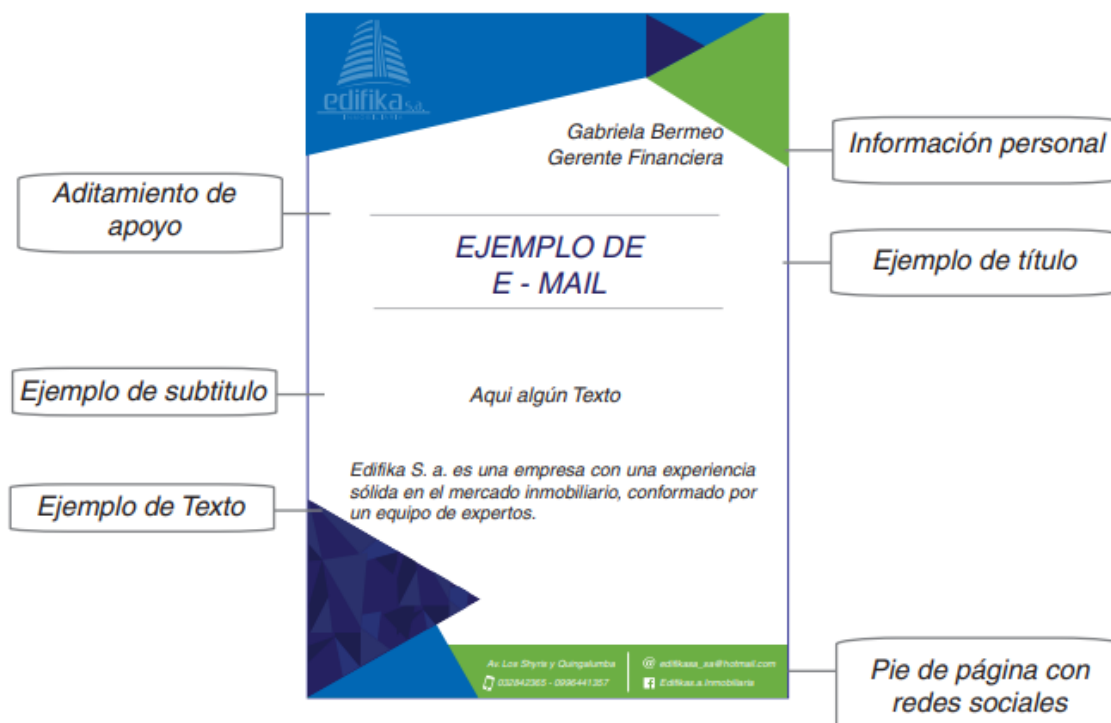 edifika s.a.
INMOBILIARIA
Gabriela Bermeo
Gerente Financiera
Información personal
Aditamiento de
apoyo
EJEMPLO DE
E - MAIL
Ejemplo de título
Ejemplo de subtitulo
Aqui algún Texto
Edifika S. a. es una empresa con una experiencia
sólida en el mercado inmobiliario, conformado por
un equipo de expertos.
Ejemplo de Texto
Av. Los Shyris y Quingalumba
032842365 - 0996441357
@ edifikasa_sa@hotmail.com
Edifikas.a.Inmobiliaria
Pie de página con
redes sociales